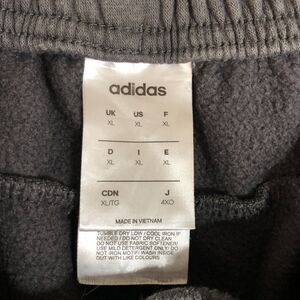 adidas
UK US F
XL XL XL
D I E
XL XL XL
CDN J
XL/TG 4XO
MADE IN VIETNAM
TUMBLE DRY LOW / COOL IRON IF
NEEDED / DO NOT DRY CLEAN
DO NOT USE FABRIC SOFTENER/
USE MILD DETERGENT ONLY/ DO
NOT IRON MOTIF/ WASH INSIDE
OUT WITH LIKE COLOURS